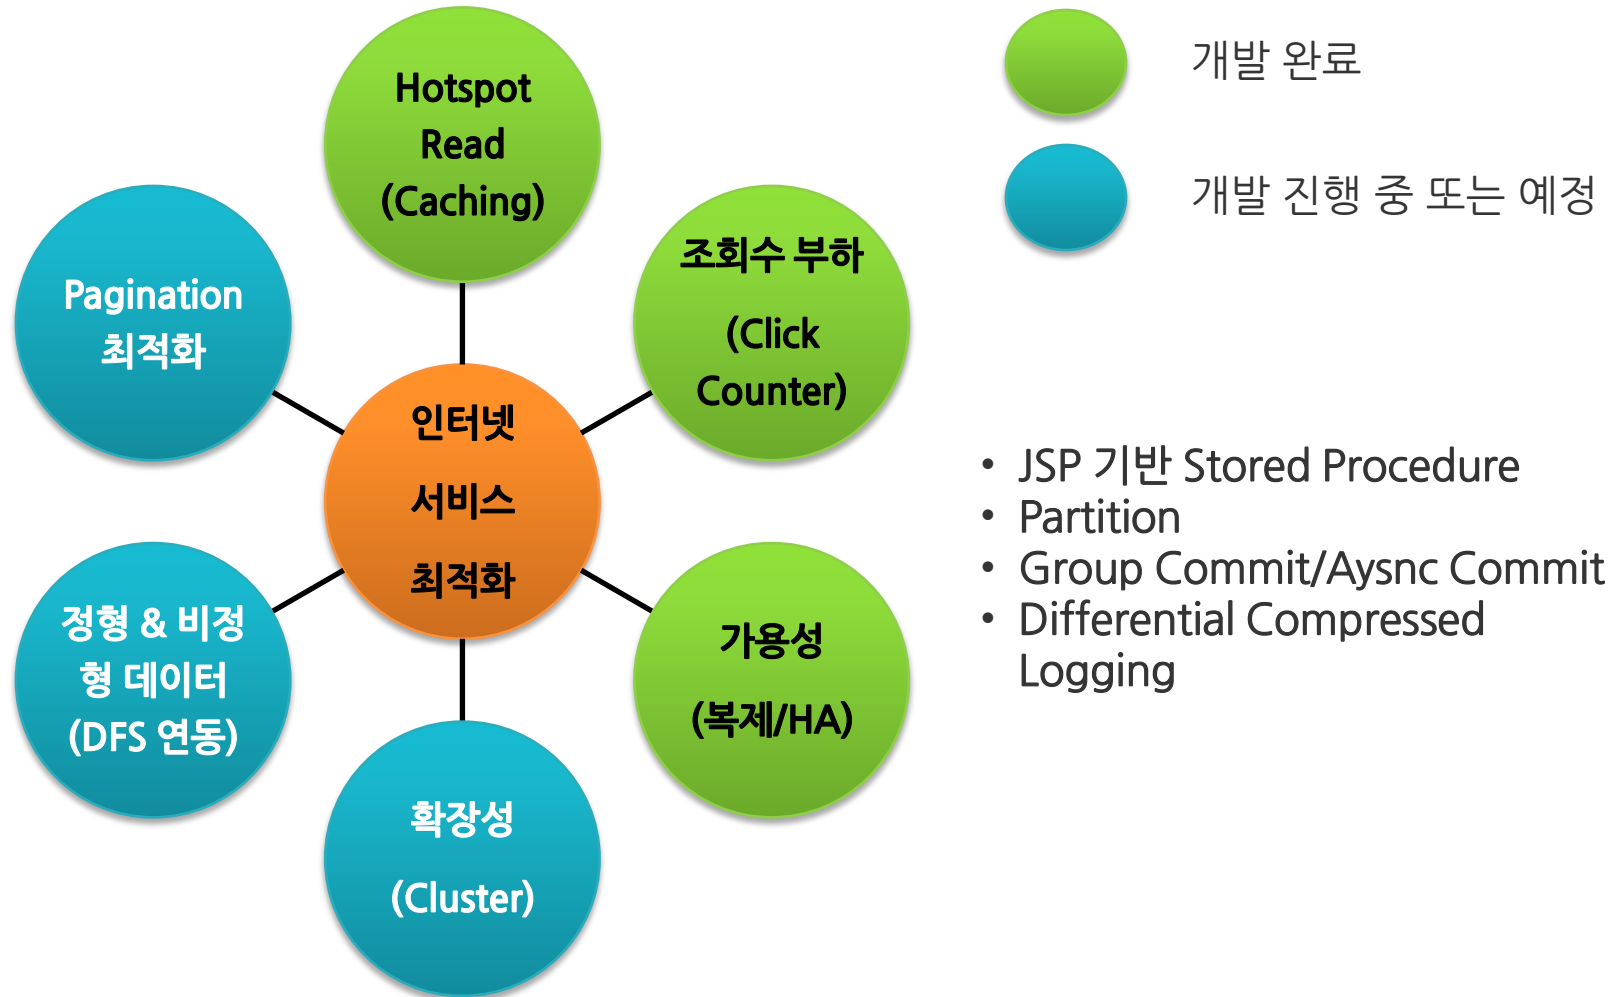 Hotspot
Read
(Caching)
조회수 부하
(Click
Counter)
가용성
(복제/HA)
확장성
(Cluster)
정형 & 비정
형 데이터
(DFS 연동)
Pagination
최적화
인터넷
서비스
최적화
개발 완료
개발 진행 중 또는 예정
• JSP 기반 Stored Procedure
• Partition
• Group Commit/Aysnc Commit
• Differential Compressed
Logging